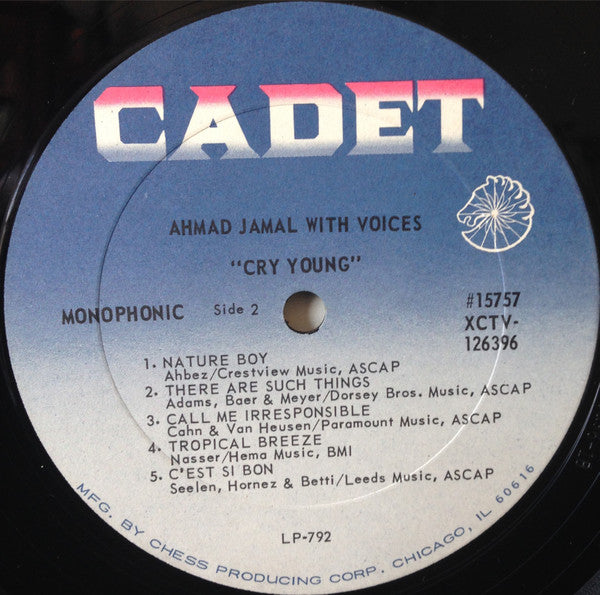 CADET
AHMAD JAMAL WITH VOICES
"CRY YOUNG"
MONOPHONIC Side 2
#15757
XCTV-
126396
1. NATURE BOY
Ahbez/Crestview Music, ASCAP
2. THERE ARE SUCH THINGS
Adams, Baer & Meyer/Dorsey Bros. Music, ASCAP
3. CALL ME IRRESPONSIBLE
Cahn & Van Heusen/Paramount Music, ASCAP
4. TROPICAL BREEZE
Nasser/Hema Music, BMI
5. C'EST SI BON
Seelen, Hornez & Betti/Leeds Music, ASCAP
LP-792
MFG. BY CHESS PRODUCING CORP. CHICAGO, IL 60616